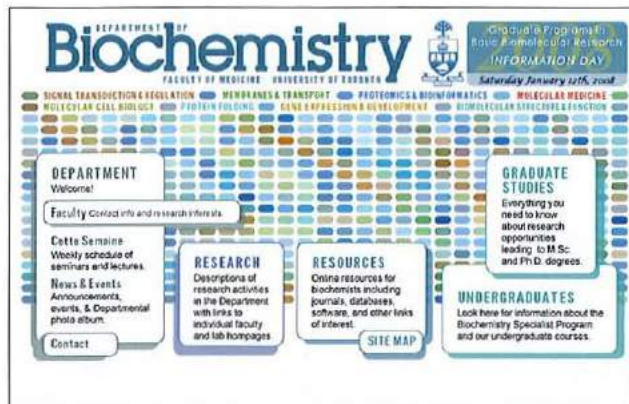 DEPARTMENT OF
Biochemistry
FACULTY OF MEDICINE UNIVERSITY OF TORONTO
Graduate Programs in
Basic Biomolecular Research
2008
INFORMATION DAY
Saturday January 12th, 2008
SIGNAL TRANSDUCTION & REGULATION MEMBRANES & TRANSPORT PROTEOMICS & BIOINFORMATICS MOLECULAR MEDICINE
MOLECULAR CELL BIOLOGY PROTEIN FOLDING GENE EXPRESSION & DEVELOPMENT BIOMOLECULAR STRUCTURE & FUNCTION
DEPARTMENT
Welcome!
Faculty Contact info and research interests.
Cette Semaine
Weekly schedule of
seminars and lectures.
News & Events
Announcements,
events, & Departmental
photo album.
Contact
RESEARCH
Descriptions of
research activities
in the Department
with links to
individual faculty
and lab hompages
RESOURCES
Online resources for
biochemists including
journals, databases,
software, and other links
of interest.
SITE MAP
GRADUATE
STUDIES
Everything you
need to know
about research
opportunities
leading to M.Sc
and Ph.D. degrees.
UNDERGRADUATES
Look here for information about the
Biochemistry Specialist Program
and our undergraduate courses.